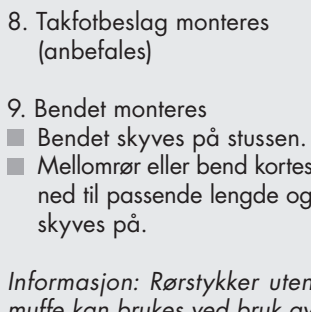 8. Takfotbeslag monteres
(anbefales)
9. Bendet monteres
Bendet skyves på stussen.
Mellomrør eller bend kortes
ned til passende lengde og
skyves på.
Informasjon: Rørstykker uten
muffe kan brukes ved bruk av